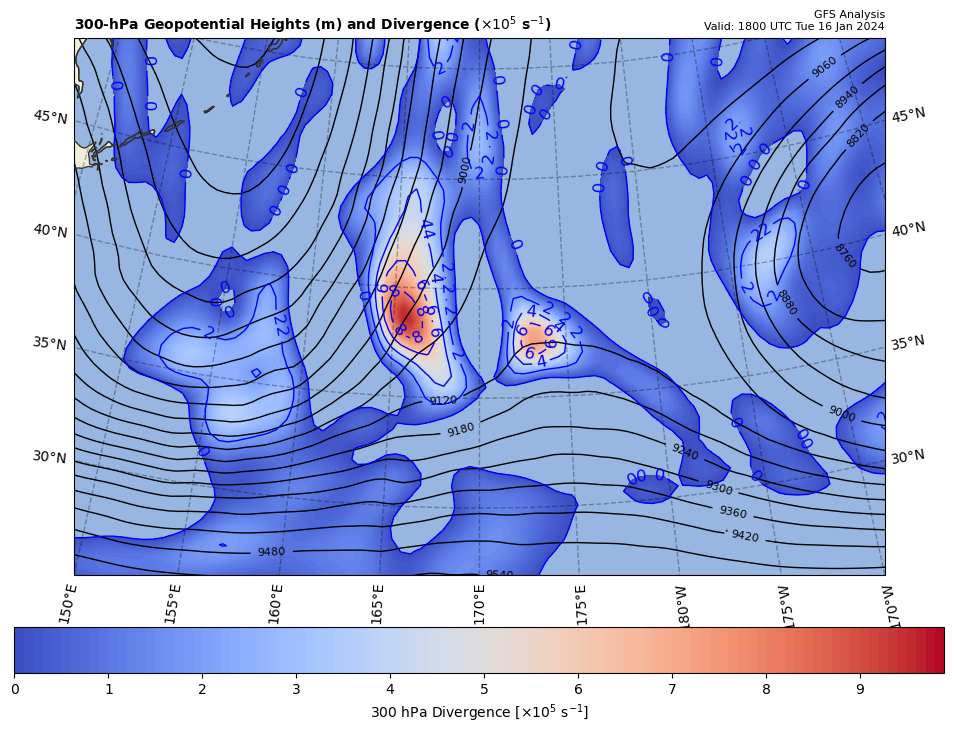 GFS Analysis
300-hPa Geopotential Heights (m) and Divergence (×10⁵ s⁻¹)
Valid: 1800 UTC Tue 16 Jan 2024
9060
8940
45°N
45°N
8820
9000
40°N
40°N
8760
8880
35°N
35°N
9120
9000
9180
9240
30°N
30°N
9300
9360
9420
9480
9540
150°E
155°E
160°E
165°E
170°E
175°E
180°W
175°W
170°W
0 1 2 3 4 5 6 7 8 9
300 hPa Divergence [×10⁵ s⁻¹]